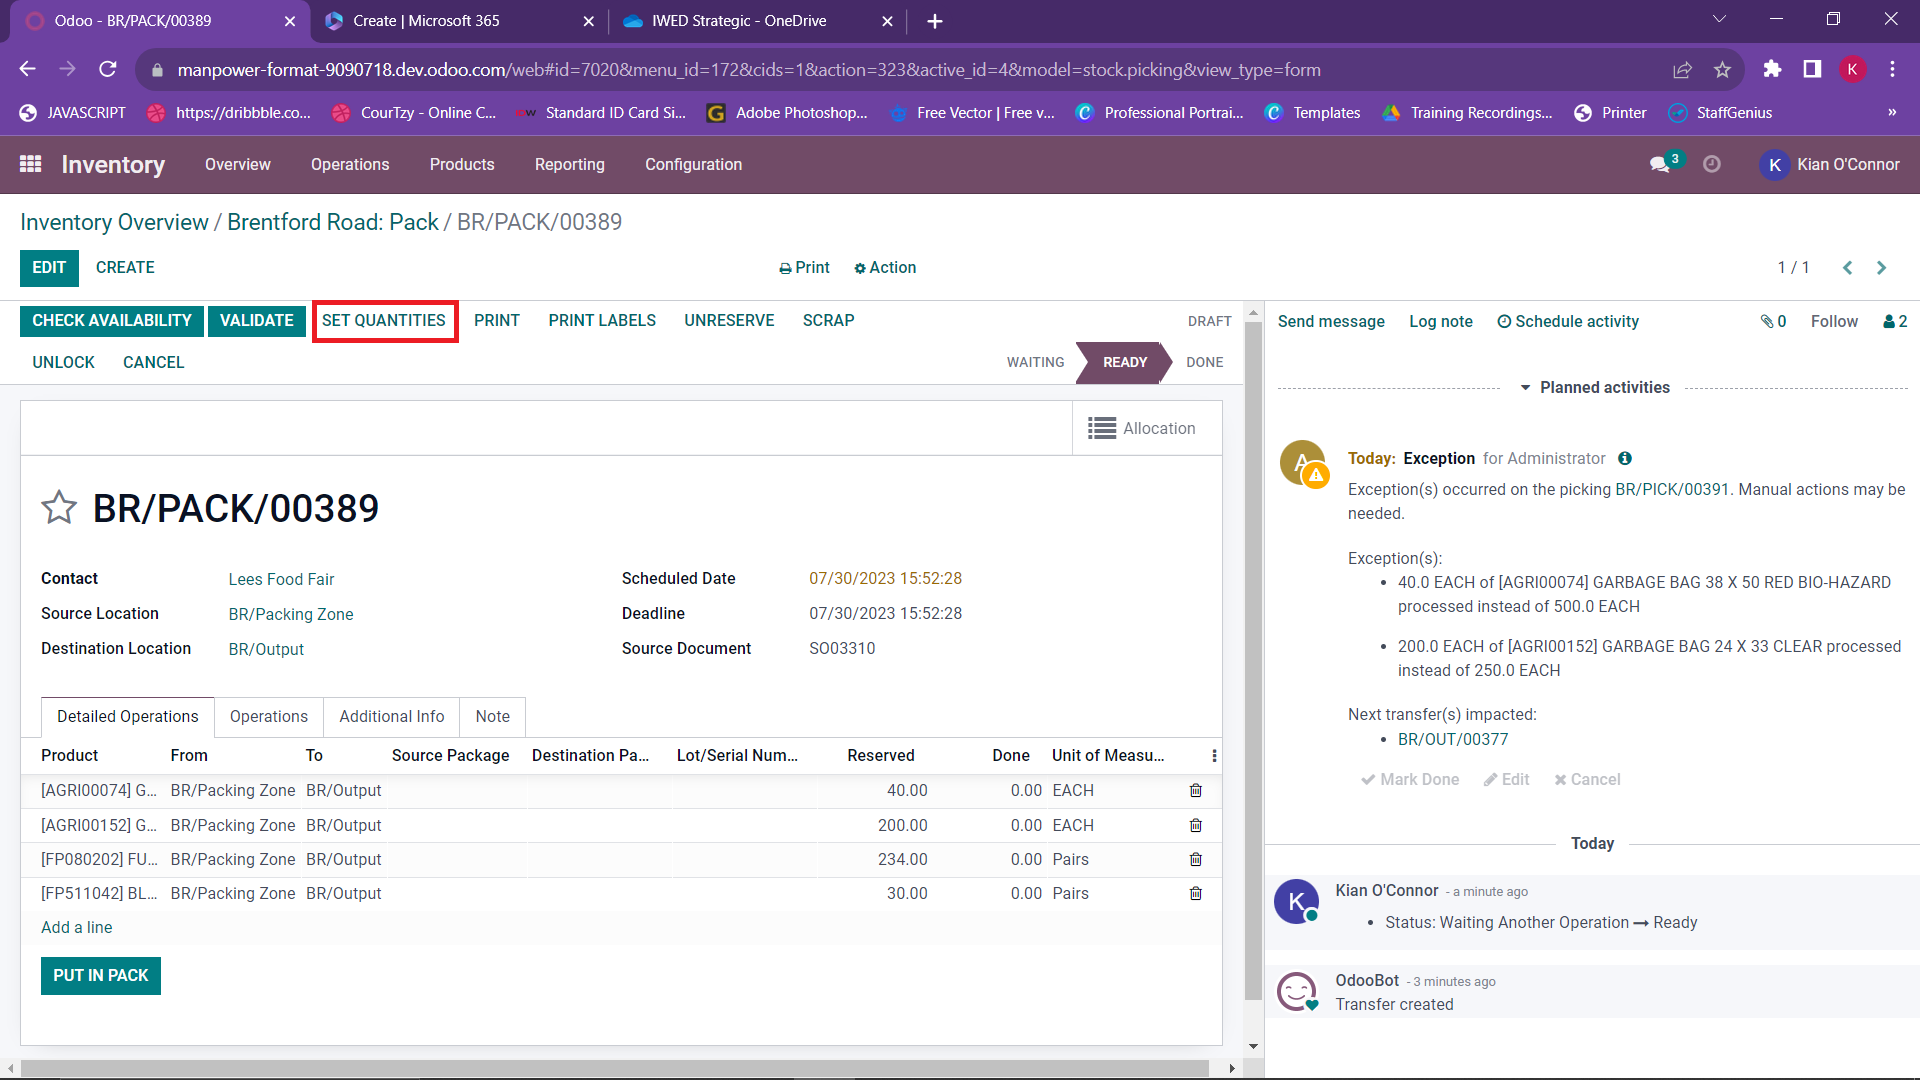 Odoo - BR/PACK/00389
Create | Microsoft 365
IWED Strategic - OneDrive
manpower-format-9090718.dev.odoo.com/web#id=7020&menu_id=172&cids=1&action=323&active_id=4&model=stock.picking&view_type=form
K
JAVASCRIPT
https://dribbble.co...
CourTzy - Online C...
Standard ID Card Si...
Adobe Photoshop...
Free Vector | Free v...
Professional Portrai...
Templates
Training Recordings...
Printer
StaffGenius
»
Inventory
Overview
Operations
Products
Reporting
Configuration
3
K
Kian O'Connor
Inventory Overview / Brentford Road: Pack / BR/PACK/00389
EDIT
CREATE
Print
Action
1 / 1
CHECK AVAILABILITY
VALIDATE
SET QUANTITIES
PRINT
PRINT LABELS
UNRESERVE
SCRAP
DRAFT
UNLOCK
CANCEL
WAITING
READY
DONE
Send message
Log note
Schedule activity
0
Follow
2
Allocation
BR/PACK/00389
Contact
Lees Food Fair
Scheduled Date
07/30/2023 15:52:28
Source Location
BR/Packing Zone
Deadline
07/30/2023 15:52:28
Destination Location
BR/Output
Source Document
SO03310
Detailed Operations
Operations
Additional Info
Note
Product From To Source Package Destination Pa... Lot/Serial Num... Reserved Done Unit of Measu...
[AGRI00074] G... BR/Packing Zone BR/Output 40.00 0.00 EACH
[AGRI00152] G... BR/Packing Zone BR/Output 200.00 0.00 EACH
[FP080202] FU... BR/Packing Zone BR/Output 234.00 0.00 Pairs
[FP511042] BL... BR/Packing Zone BR/Output 30.00 0.00 Pairs
Add a line
PUT IN PACK
Planned activities
A
Today: Exception for Administrator
Exception(s) occurred on the picking BR/PICK/00391. Manual actions may be
needed.
Exception(s):
• 40.0 EACH of [AGRI00074] GARBAGE BAG 38 X 50 RED BIO-HAZARD
processed instead of 500.0 EACH
• 200.0 EACH of [AGRI00152] GARBAGE BAG 24 X 33 CLEAR processed
instead of 250.0 EACH
Next transfer(s) impacted:
• BR/OUT/00377
Mark Done
Edit
Cancel
Today
K
Kian O'Connor - a minute ago
• Status: Waiting Another Operation → Ready
OdooBot - 3 minutes ago
Transfer created